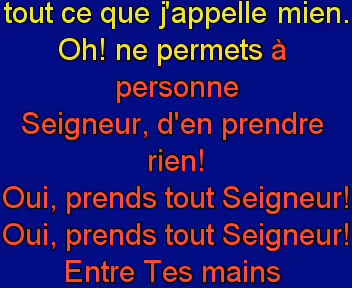 tout ce que j'appelle mien.
Oh! ne permets à
personne
Seigneur, d'en prendre
rien!
Oui, prends tout Seigneur!
Oui, prends tout Seigneur!
Entre Tes mains